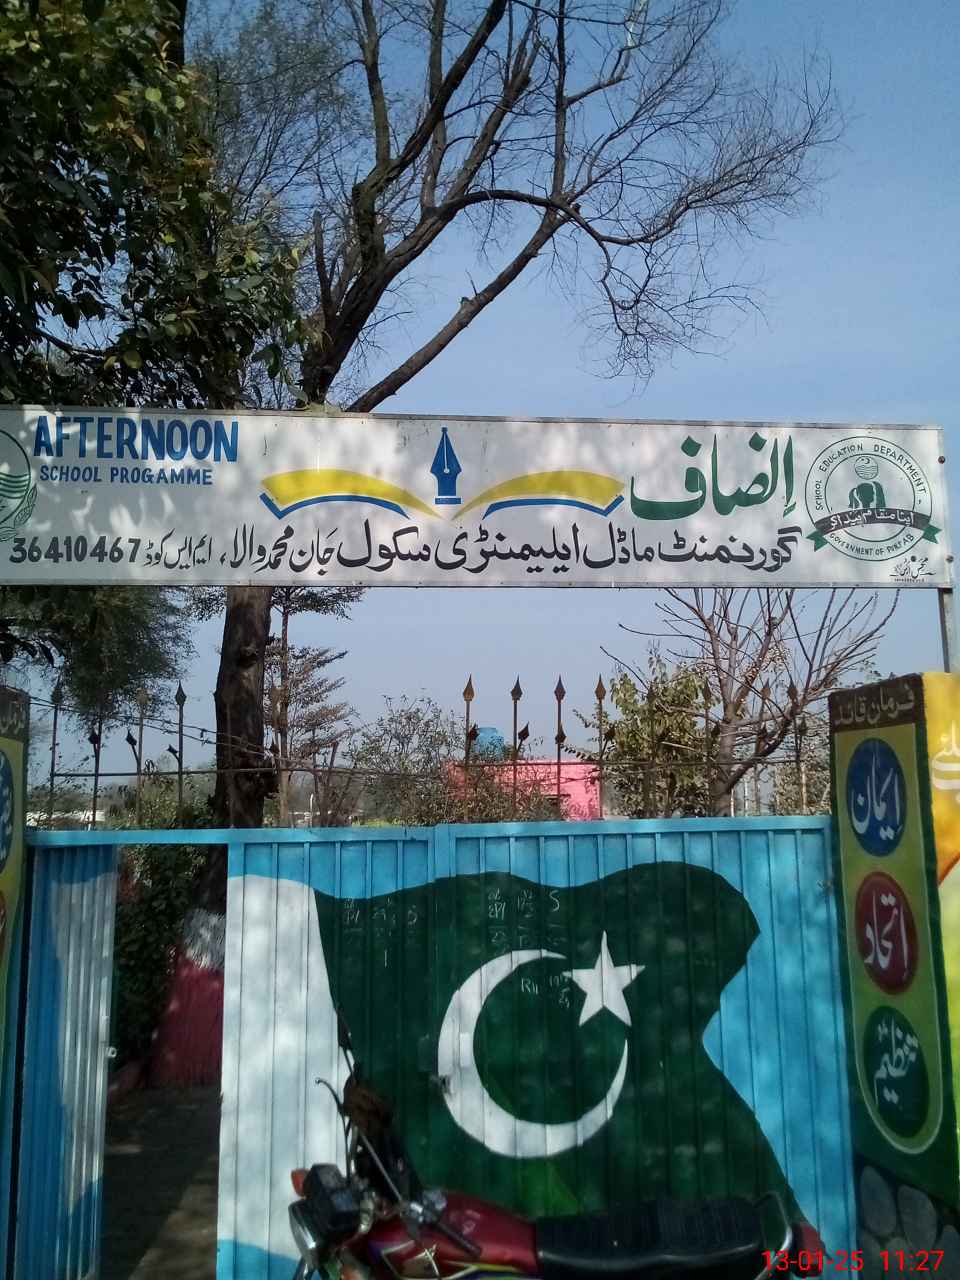 AFTERNOON
SCHOOL PROGAMME
اِنصاف
گورنمنٹ ماڈل ایلیمنٹری سکول جان محمد والا، ایم ایس کوڈ 36410467
SCHOOL EDUCATION DEPARTMENT
GOVERNMENT OF PUNJAB
فرمان قائد
ایمان
اتحاد
تنظیم
13-01-25 11:27